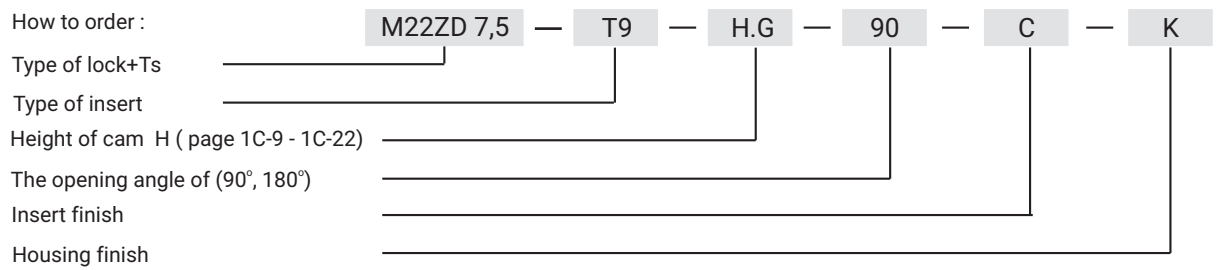 How to order : M22ZD 7,5 — T9 — H.G — 90 — C — K
Type of lock+Ts
Type of insert
Height of cam H ( page 1C-9 - 1C-22)
The opening angle of (90°, 180°)
Insert finish
Housing finish